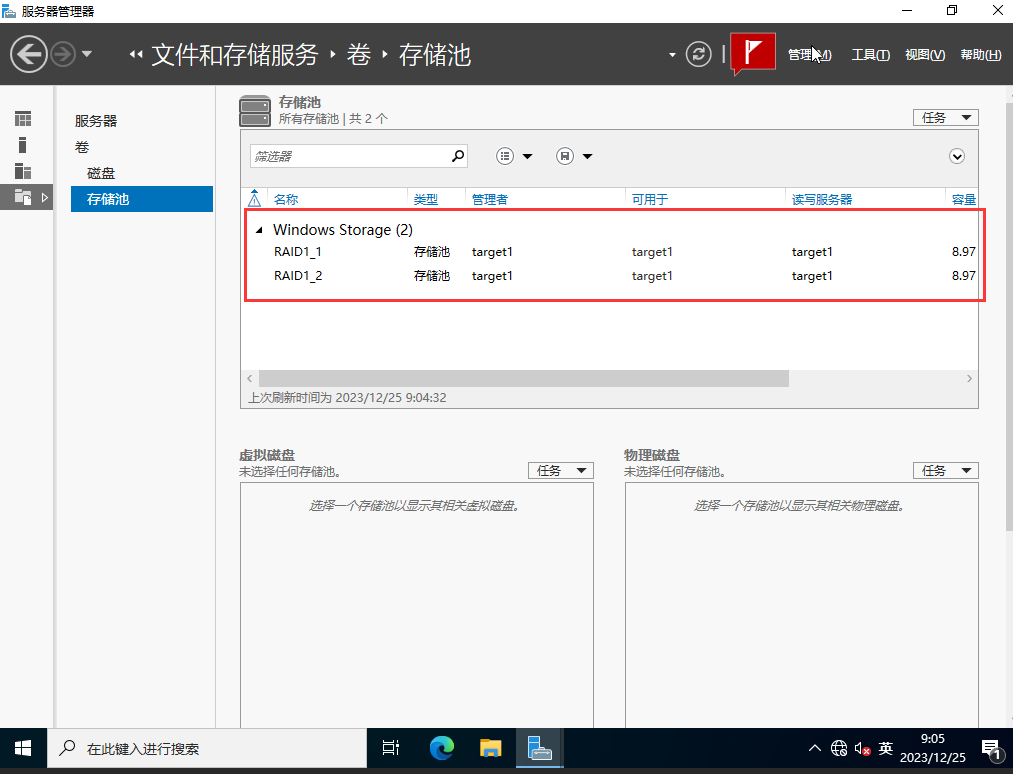 服务器管理器
文件和存储服务 卷 存储池
管理(M) 工具(T) 视图(V) 帮助(H)
服务器
卷
磁盘
存储池
存储池
所有存储池 | 共 2 个
任务
筛选器
名称 类型 管理者 可用于 读写服务器 容量
Windows Storage (2)
RAID1_1 存储池 target1 target1 target1 8.97
RAID1_2 存储池 target1 target1 target1 8.97
上次刷新时间为 2023/12/25 9:04:32
虚拟磁盘
未选择任何存储池。
任务
选择一个存储池以显示其相关虚拟磁盘。
物理磁盘
未选择任何存储池。
任务
选择一个存储池以显示其相关物理磁盘。
在此键入进行搜索
英
9:05
2023/12/25
1